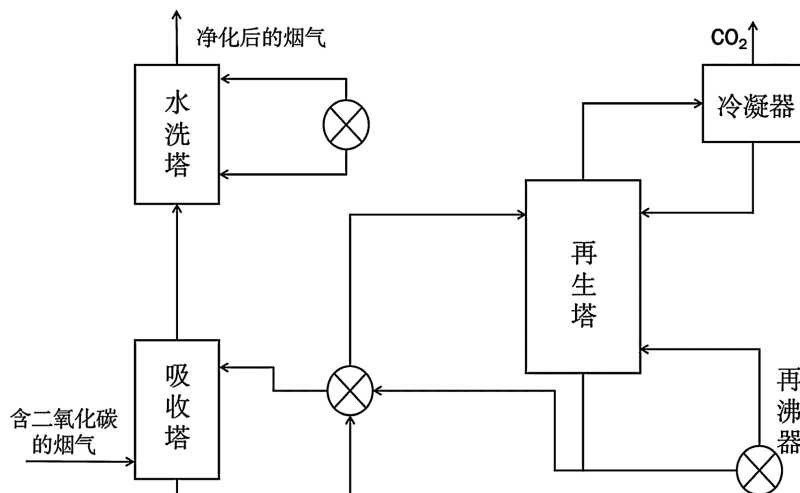 净化后的烟气
CO₂
水洗塔
冷凝器
再生塔
吸收塔
含二氧化碳
的烟气
再沸器